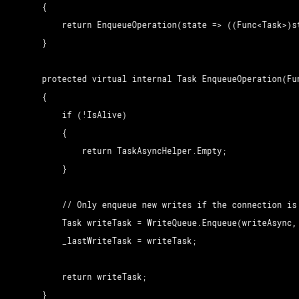 {
return EnqueueOperation(state => ((Func<Task>)st
}
protected virtual internal Task EnqueueOperation(Fun
{
if (!IsAlive)
{
return TaskAsyncHelper.Empty;
}
// Only enqueue new writes if the connection is
Task writeTask = WriteQueue.Enqueue(writeAsync,
_lastWriteTask = writeTask;
return writeTask;
}